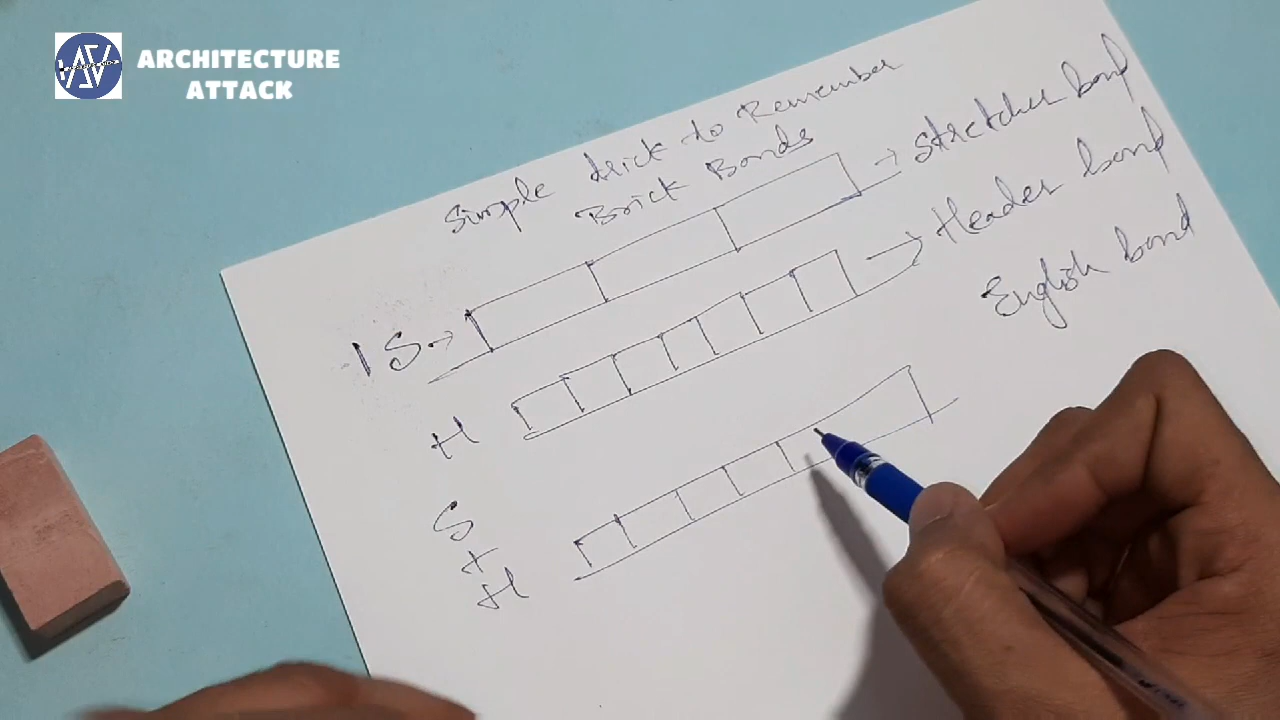 ARCHITECTURE
ATTACK
Simple trick to Remember
Brick Bonds
1 S → → Stretcher bond
H → Header bond
English bond
S
+
H